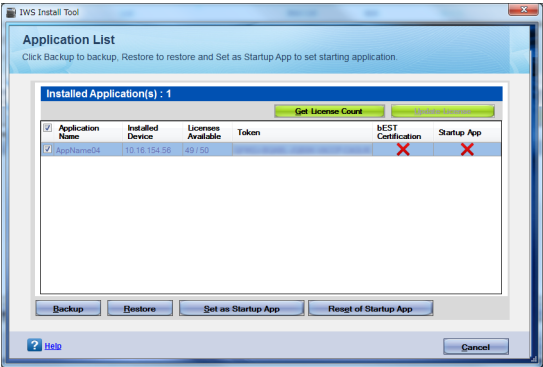 IWS Install Tool
Application List
Click Backup to backup, Restore to restore and Set as Startup App to set starting application.
Installed Application(s) : 1
Get License Count
Update License
Application Name
Installed Device
Licenses Available
Token
bEST Certification
Startup App
AppName04
10.18.154.56
49 / 50
Backup
Restore
Set as Startup App
Reset of Startup App
? Help
Cancel